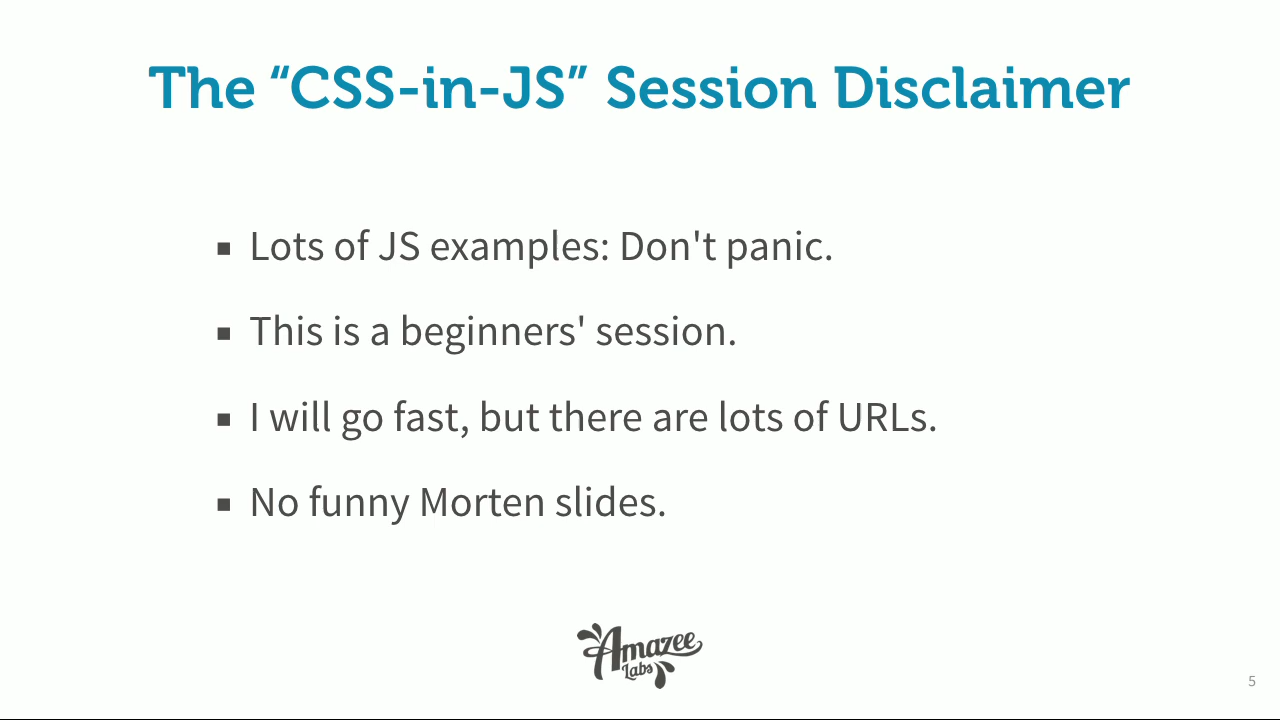 The “CSS-in-JS” Session Disclaimer
▪ Lots of JS examples: Don't panic.
▪ This is a beginners' session.
▪ I will go fast, but there are lots of URLs.
▪ No funny Morten slides.
Amazee
Labs
5